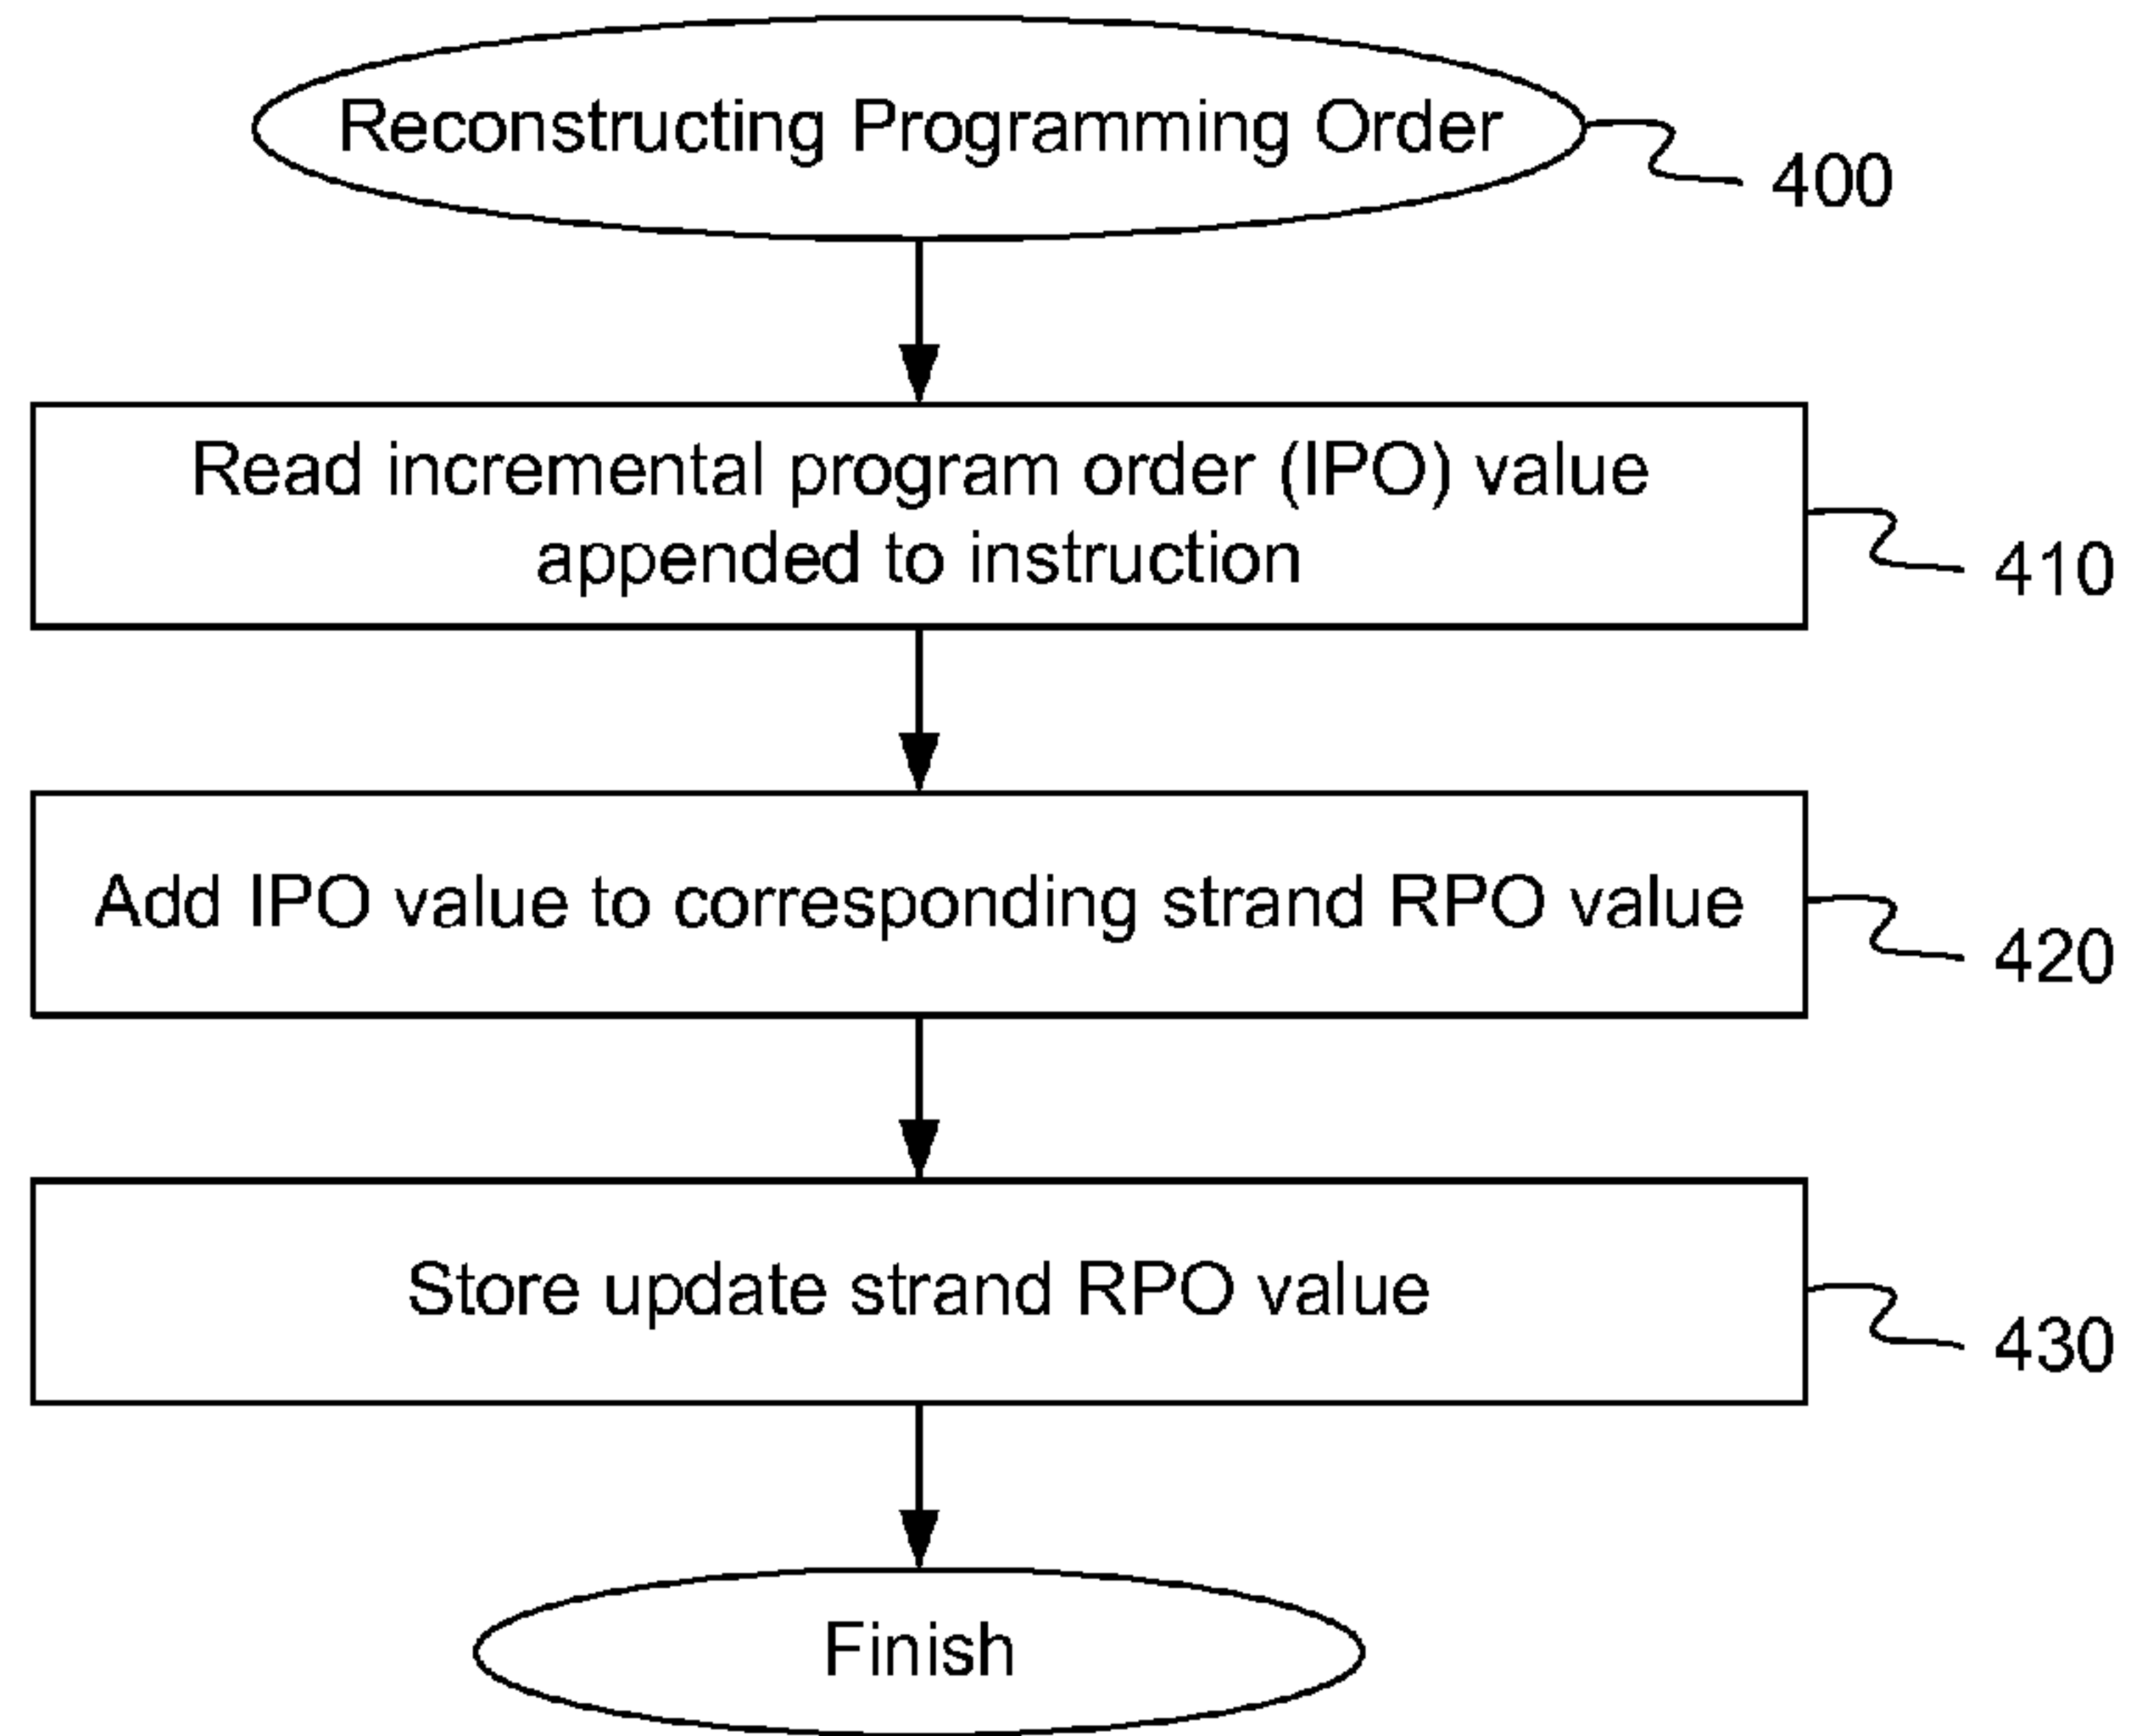 Reconstructing Programming Order
400
Read incremental program order (IPO) value
appended to instruction
410
Add IPO value to corresponding strand RPO value
420
Store update strand RPO value
430
Finish